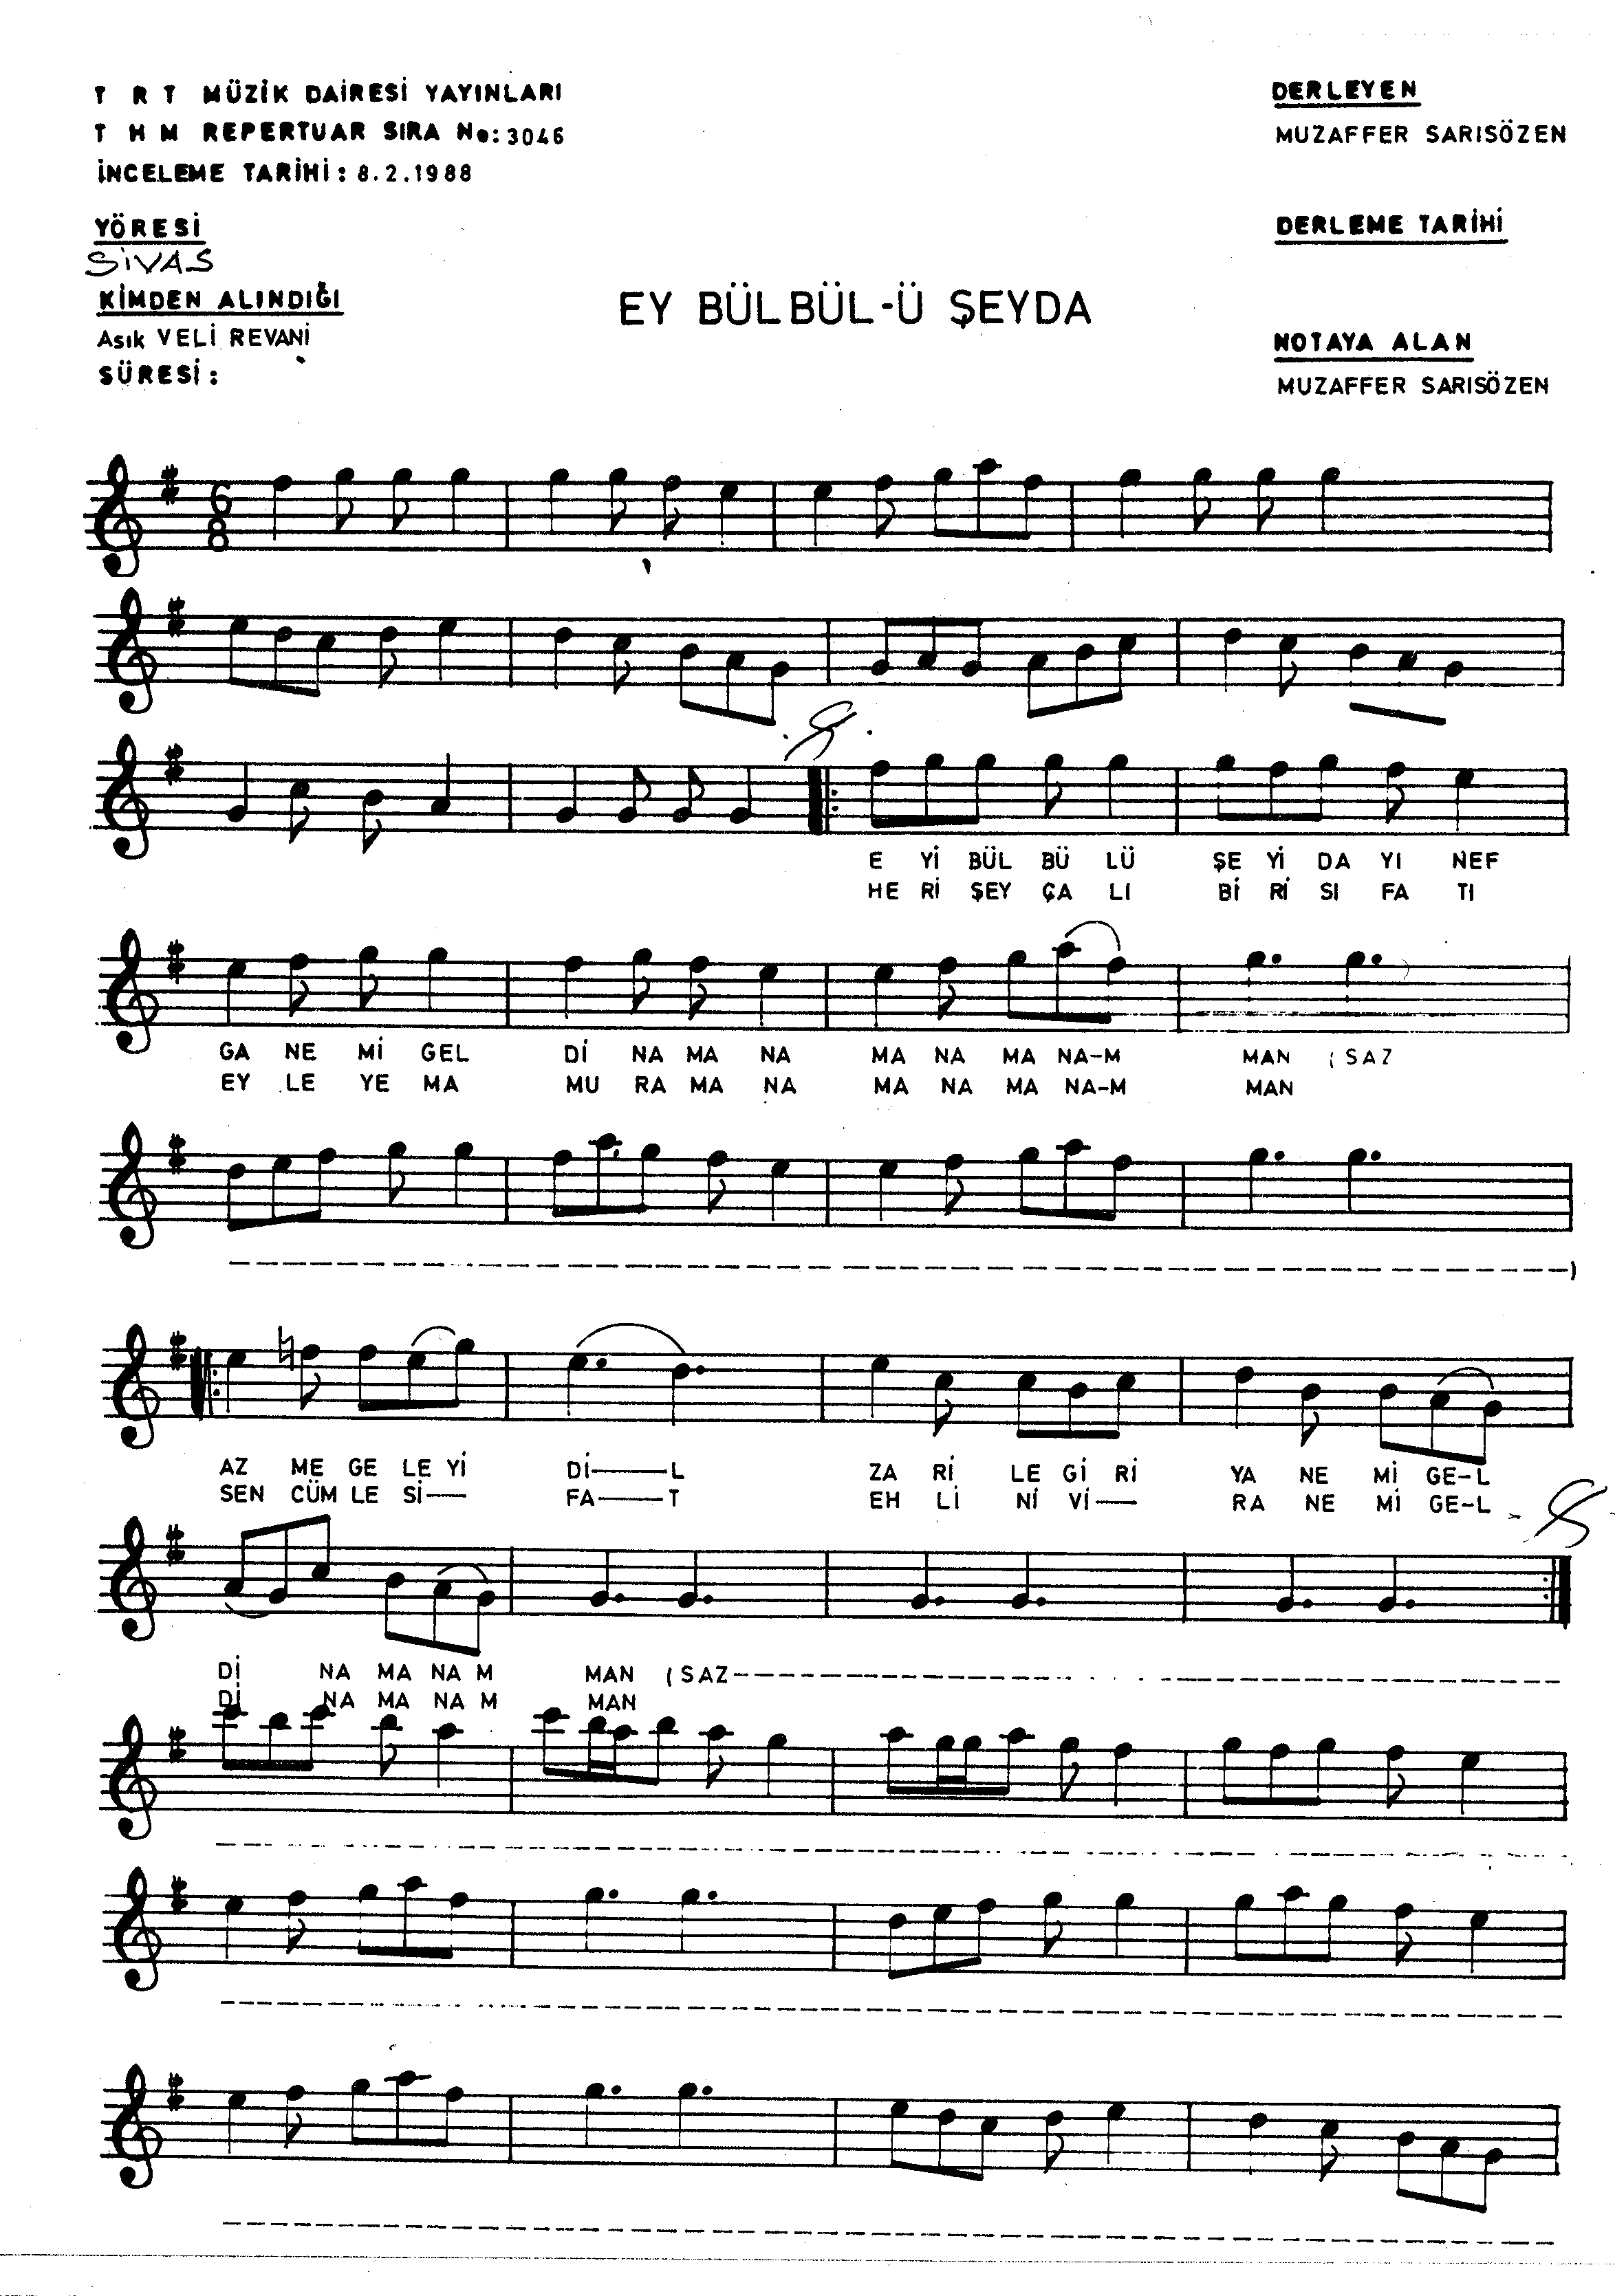 T R T MÜZİK DAİRESİ YAYINLARI
T H M REPERTUAR SIRA No: 3046
İNCELEME TARİHİ: 8.2.1988
DERLEYEN
MUZAFFER SARISÖZEN
YÖRESİ
SİVAS
DERLEME TARİHİ
KİMDEN ALINDIĞI
Asık VELİ REVANİ
SÜRESİ:
EY BÜLBÜL-Ü ŞEYDA
NOTAYA ALAN
MUZAFFER SARISÖZEN
6
8
E Yİ BÜL BÜ LÜ ŞE Yİ DA YI NEF
HE Rİ ŞEY ÇA LI Bİ Rİ SI FA TI
GA NE Mİ GEL Dİ NA MA NA MA NA MA NA-M MAN (SAZ
EY LE YE MA MU RA MA NA MA NA MA NA-M MAN
)
AZ ME GE LE Yİ Dİ——L ZA Rİ LE Gİ Rİ YA NE Mİ GE-L
SEN CÜM LE Sİ— FA——T EH Lİ Nİ Vİ— RA NE Mİ GE-L
Dİ NA MA NA M MAN (SAZ
Dİ NA MA NA M MAN